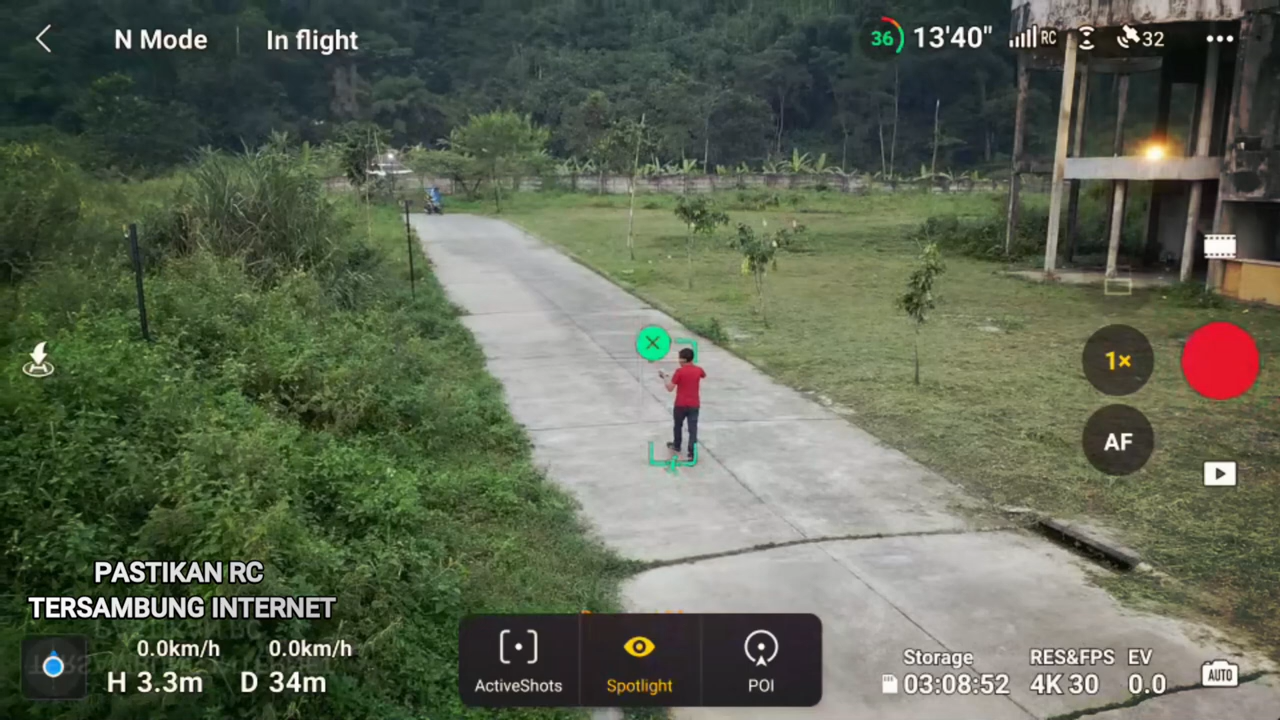 N Mode
In flight
36
13'40"
RC
32
1×
AF
PASTIKAN RC
TERSAMBUNG INTERNET
0.0km/h
0.0km/h
H 3.3m
D 34m
ActiveShots
Spotlight
POI
Storage
03:08:52
RES&FPS
4K 30
EV
0.0
AUTO